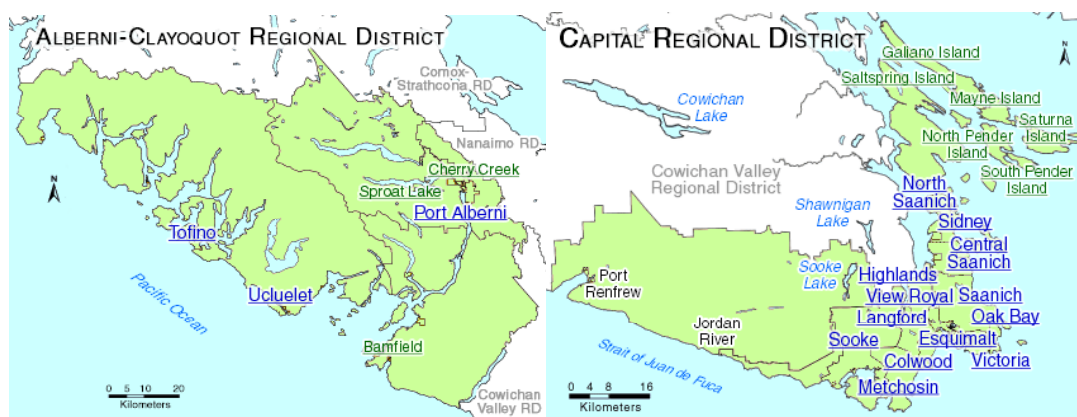 ALBERNI-CLAYOQUOT REGIONAL DISTRICT
Comox-
Strathcona RD
Nanaimo RD
Cherry Creek
Sproat Lake
Port Alberni
N
Tofino
Ucluelet
Pacific Ocean
Bamfield
0 5 10 20
Kilometers
Cowichan
Valley RD
CAPITAL REGIONAL DISTRICT
Galiano Island
N
Saltspring Island
Mayne Island
Cowichan
Lake
Saturna
Island
North Pender
Island
South Pender
Island
Cowichan Valley
Regional District
North
Saanich
Shawnigan
Lake
Sidney
Central
Saanich
Sooke
Lake
Highlands
Port
Renfrew
View Royal
Saanich
Langford
Oak Bay
Jordan
River
Sooke
Esquimalt
Strait of Juan de Fuca
Colwood
Victoria
Metchosin
0 4 8 16
Kilometers